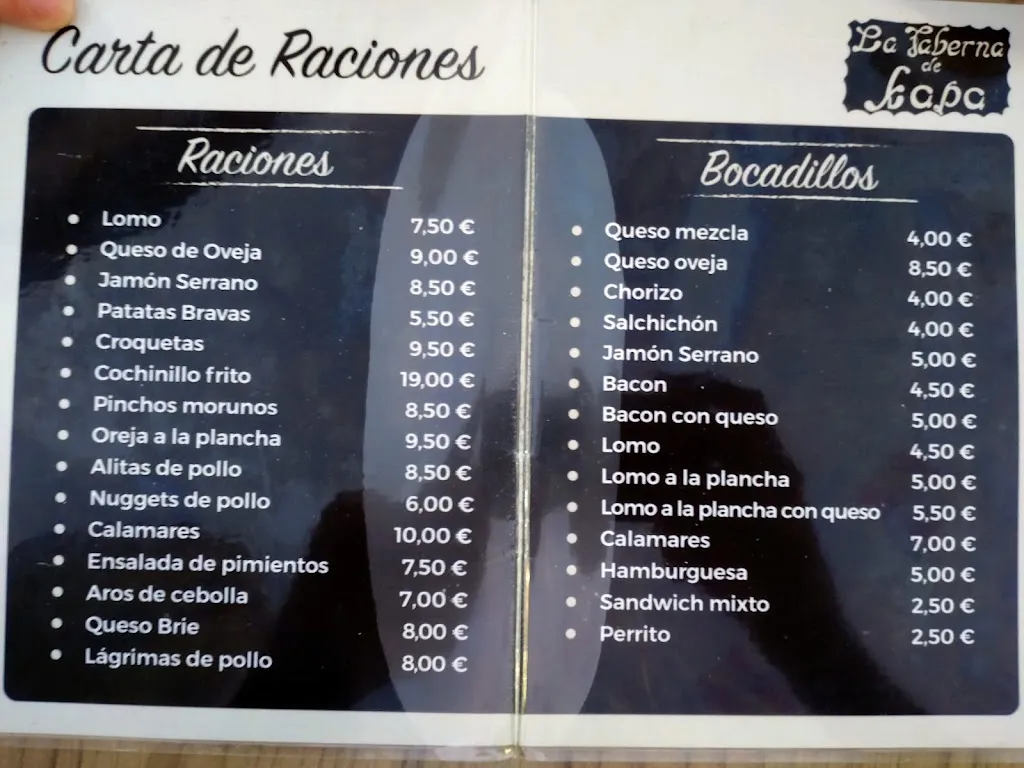 Carta de Raciones
La Taberna
de
Lapa
Raciones
Lomo 7,50 €
Queso de Oveja 9,00 €
Jamón Serrano 8,50 €
Patatas Bravas 5,50 €
Croquetas 9,50 €
Cochinillo frito 19,00 €
Pinchos morunos 8,50 €
Oreja a la plancha 9,50 €
Alitas de pollo 8,50 €
Nuggets de pollo 6,00 €
Calamares 10,00 €
Ensalada de pimientos 7,50 €
Aros de cebolla 7,00 €
Queso Brie 8,00 €
Lágrimas de pollo 8,00 €
Bocadillos
Queso mezcla 4,00 €
Queso oveja 8,50 €
Chorizo 4,00 €
Salchichón 4,00 €
Jamón Serrano 5,00 €
Bacon 4,50 €
Bacon con queso 5,00 €
Lomo 4,50 €
Lomo a la plancha 5,00 €
Lomo a la plancha con queso 5,50 €
Calamares 7,00 €
Hamburguesa 5,00 €
Sandwich mixto 2,50 €
Perrito 2,50 €